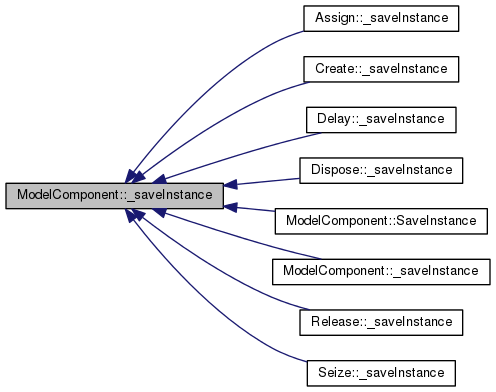 Assign::_saveInstance
Create::_saveInstance
Delay::_saveInstance
Dispose::_saveInstance
ModelComponent::_saveInstance
ModelComponent::SaveInstance
ModelComponent::_saveInstance
Release::_saveInstance
Seize::_saveInstance